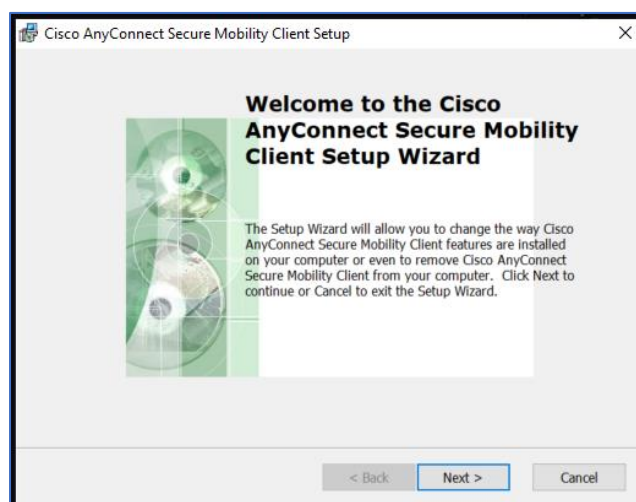 Cisco AnyConnect Secure Mobility Client Setup
Welcome to the Cisco
AnyConnect Secure Mobility
Client Setup Wizard
The Setup Wizard will allow you to change the way Cisco
AnyConnect Secure Mobility Client features are installed
on your computer or even to remove Cisco AnyConnect
Secure Mobility Client from your computer. Click Next to
continue or Cancel to exit the Setup Wizard.
< Back Next > Cancel